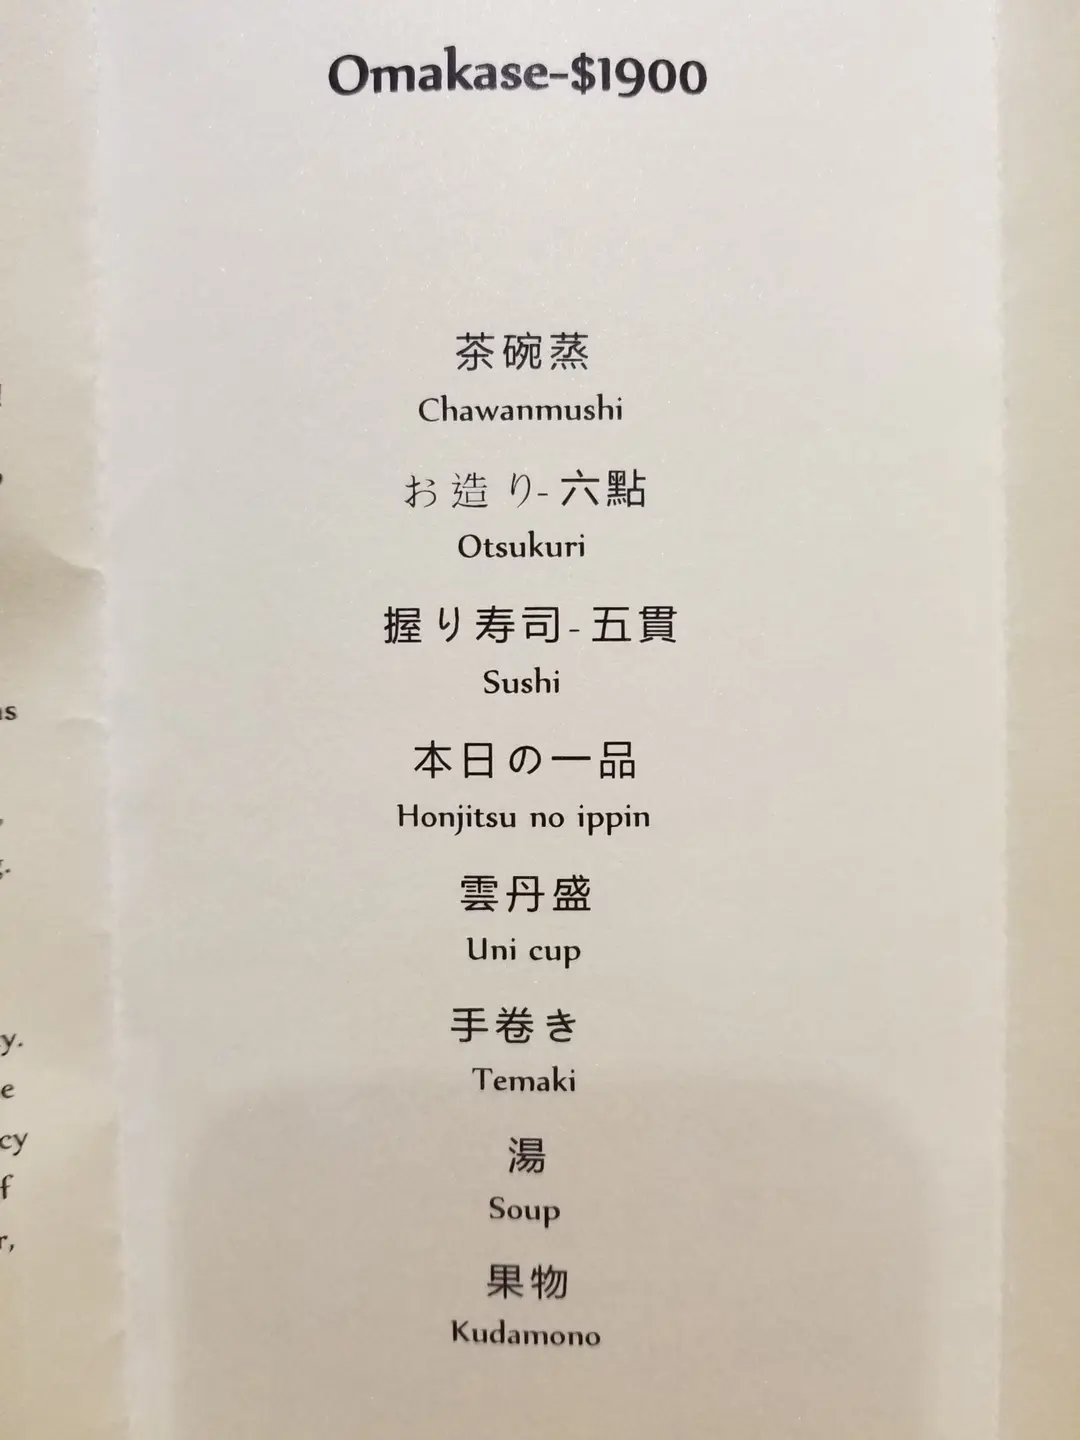 Omakase-$1900
茶碗蒸
Chawanmushi
お造り-六點
Otsukuri
握り寿司-五貫
Sushi
本日の一品
Honjitsu no ippin
雲丹盛
Uni cup
手巻き
Temaki
湯
Soup
果物
Kudamono